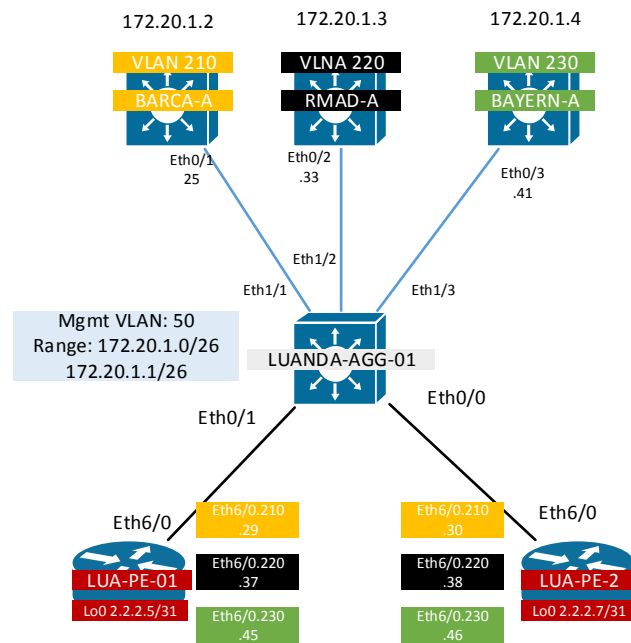 172.20.1.2
172.20.1.3
172.20.1.4
VLAN 210
VLNA 220
VLAN 230
BARCA-A
RMAD-A
BAYERN-A
Eth0/1
25
Eth0/2
.33
Eth0/3
.41
Eth1/2
Eth1/1
Eth1/3
Mgmt VLAN: 50
Range: 172.20.1.0/26
172.20.1.1/26
LUANDA-AGG-01
Eth0/1
Eth0/0
Eth6/0
Eth6/0
Eth6/0.210
.29
Eth6/0.210
.30
LUA-PE-01
Eth6/0.220
.37
Eth6/0.220
.38
LUA-PE-2
Lo0 2.2.2.5/31
Eth6/0.230
.45
Eth6/0.230
.46
Lo0 2.2.2.7/31